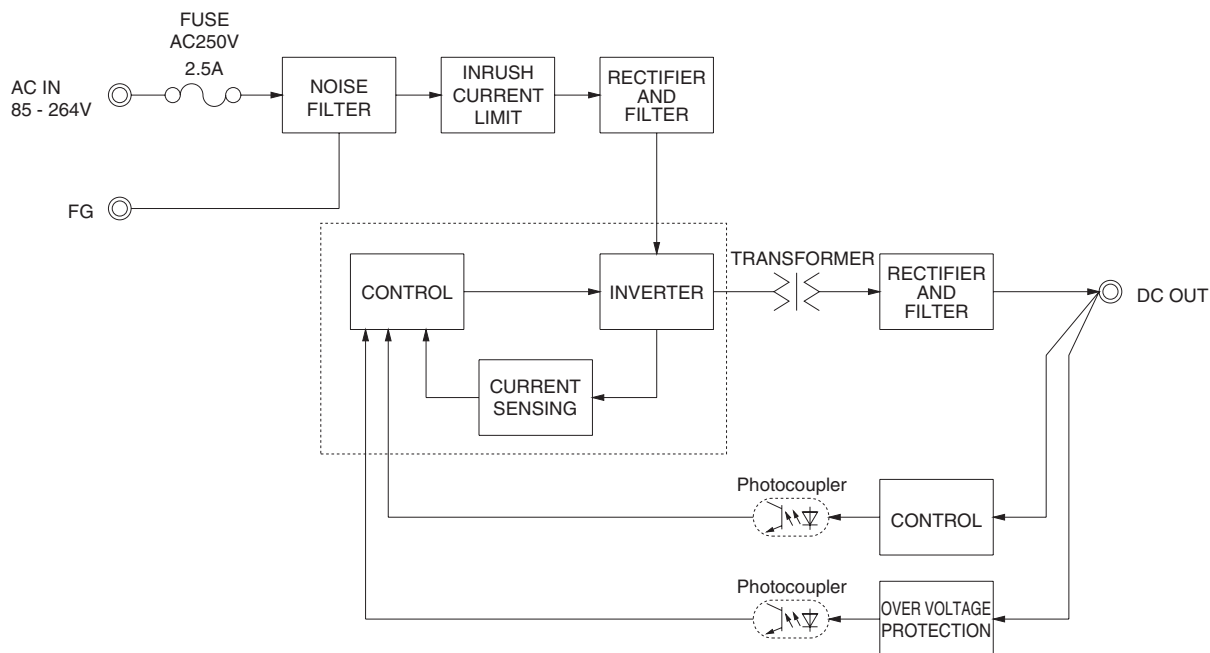 FUSE
AC250V
2.5A
AC IN
85 - 264V
NOISE
FILTER
INRUSH
CURRENT
LIMIT
RECTIFIER
AND
FILTER
FG
CONTROL
INVERTER
TRANSFORMER
RECTIFIER
AND
FILTER
DC OUT
CURRENT
SENSING
Photocoupler
CONTROL
Photocoupler
OVER VOLTAGE
PROTECTION